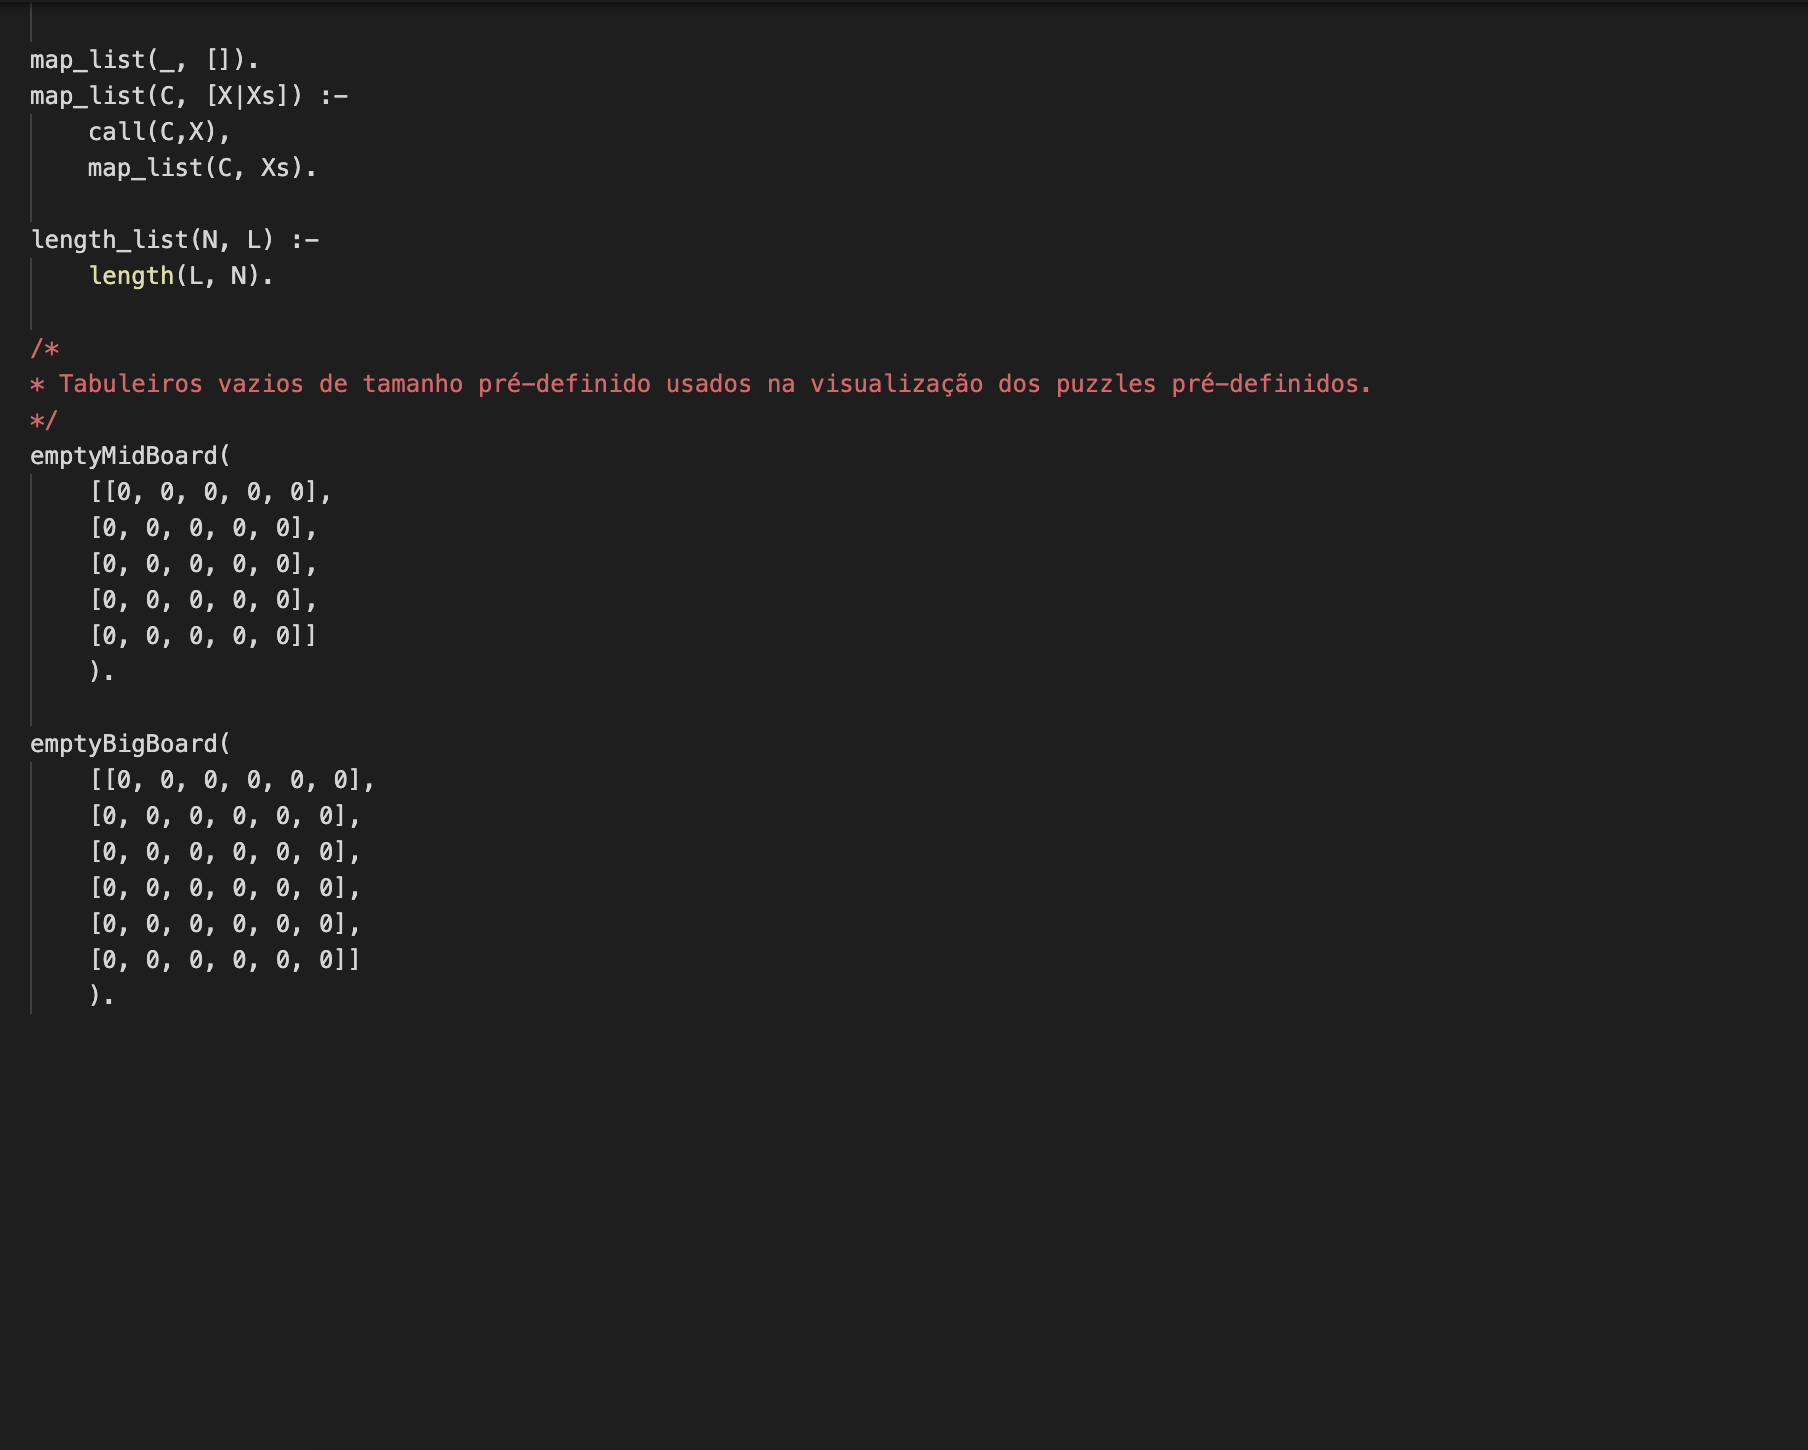 map_list(_, []).
map_list(C, [X|Xs]) :-
    call(C,X),
    map_list(C, Xs).
length_list(N, L) :-
    length(L, N).
/*
* Tabuleiros vazios de tamanho pré-definido usados na visualização dos puzzles pré-definidos.
*/
emptyMidBoard(
    [[0, 0, 0, 0, 0],
    [0, 0, 0, 0, 0],
    [0, 0, 0, 0, 0],
    [0, 0, 0, 0, 0],
    [0, 0, 0, 0, 0]]
    ).
emptyBigBoard(
    [[0, 0, 0, 0, 0, 0],
    [0, 0, 0, 0, 0, 0],
    [0, 0, 0, 0, 0, 0],
    [0, 0, 0, 0, 0, 0],
    [0, 0, 0, 0, 0, 0],
    [0, 0, 0, 0, 0, 0]]
    ).